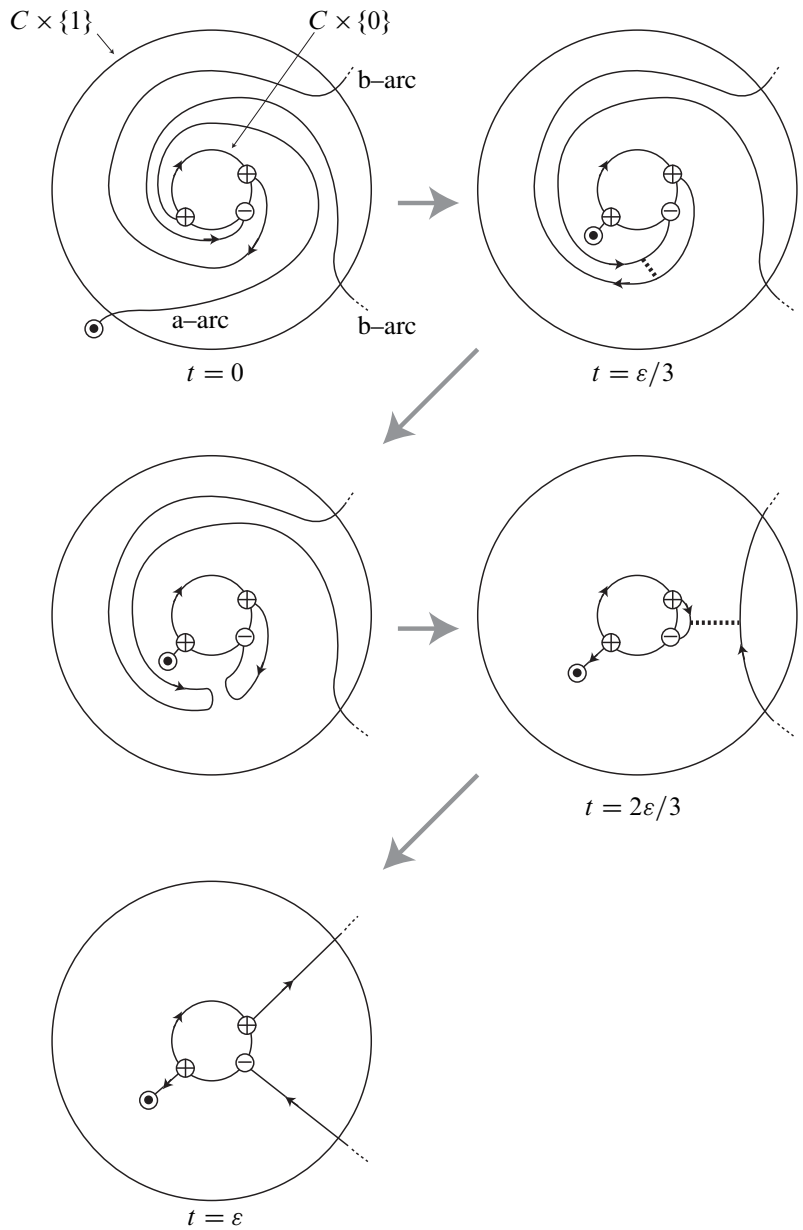 C × {1}
C × {0}
b–arc
+
−
+
a–arc
b–arc
t = 0
+
−
+
t = ε/3
+
−
+
+
−
+
t = 2ε/3
+
−
+
t = ε